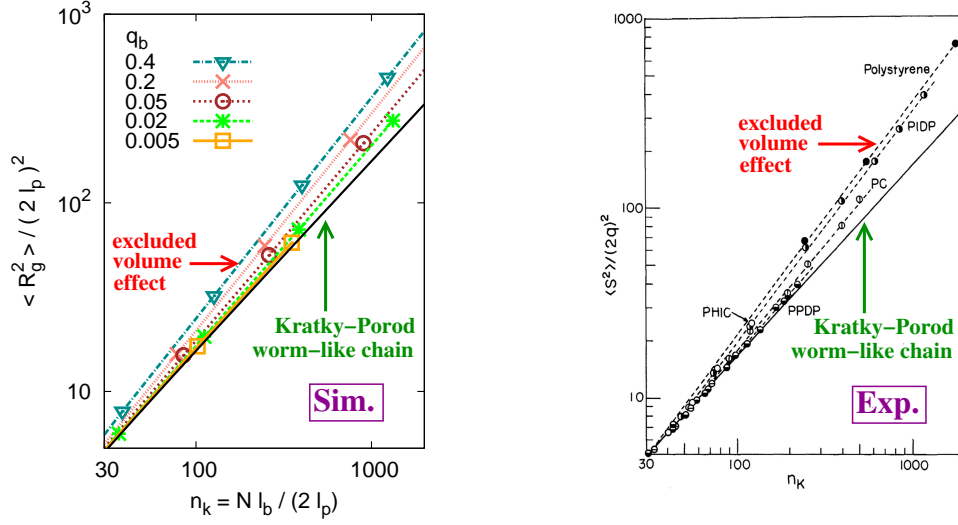 10^3
q_b
0.4
0.2
0.05
0.02
0.005
10^2
10
< R_g^2 > / ( 2 l_p )^2
excluded
volume
effect
Kratky–Porod
worm–like chain
Sim.
30
100
1000
n_k = N l_b / (2 l_p)
1000
100
10
⟨S²⟩/(2q)²
Polystyrene
PIDP
excluded
volume
effect
PC
PHIC
PPDP
Kratky–Porod
worm–like chain
Exp.
30
100
1000
n_K